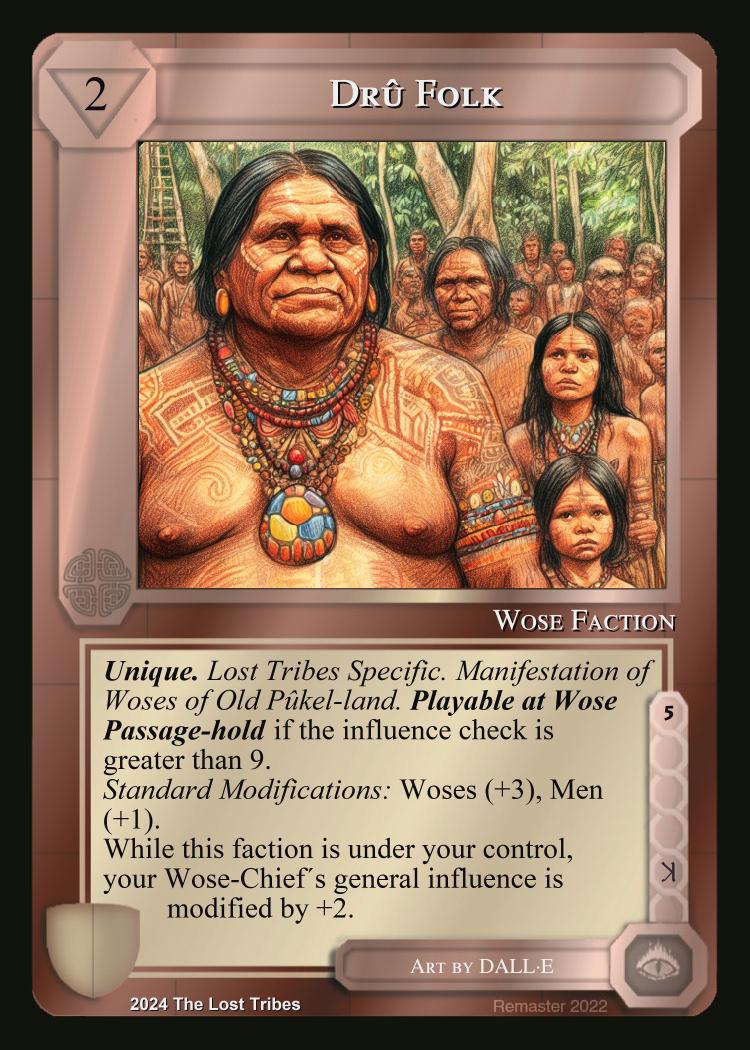 2
Drû Folk
Wose Faction
Unique. Lost Tribes Specific. Manifestation of
Woses of Old Pûkel-land. Playable at Wose
Passage-hold if the influence check is
greater than 9.
Standard Modifications: Woses (+3), Men
(+1).
While this faction is under your control,
your Wose-Chief´s general influence is
modified by +2.
5
Art by DALL·E
2024 The Lost Tribes
Remaster 2022